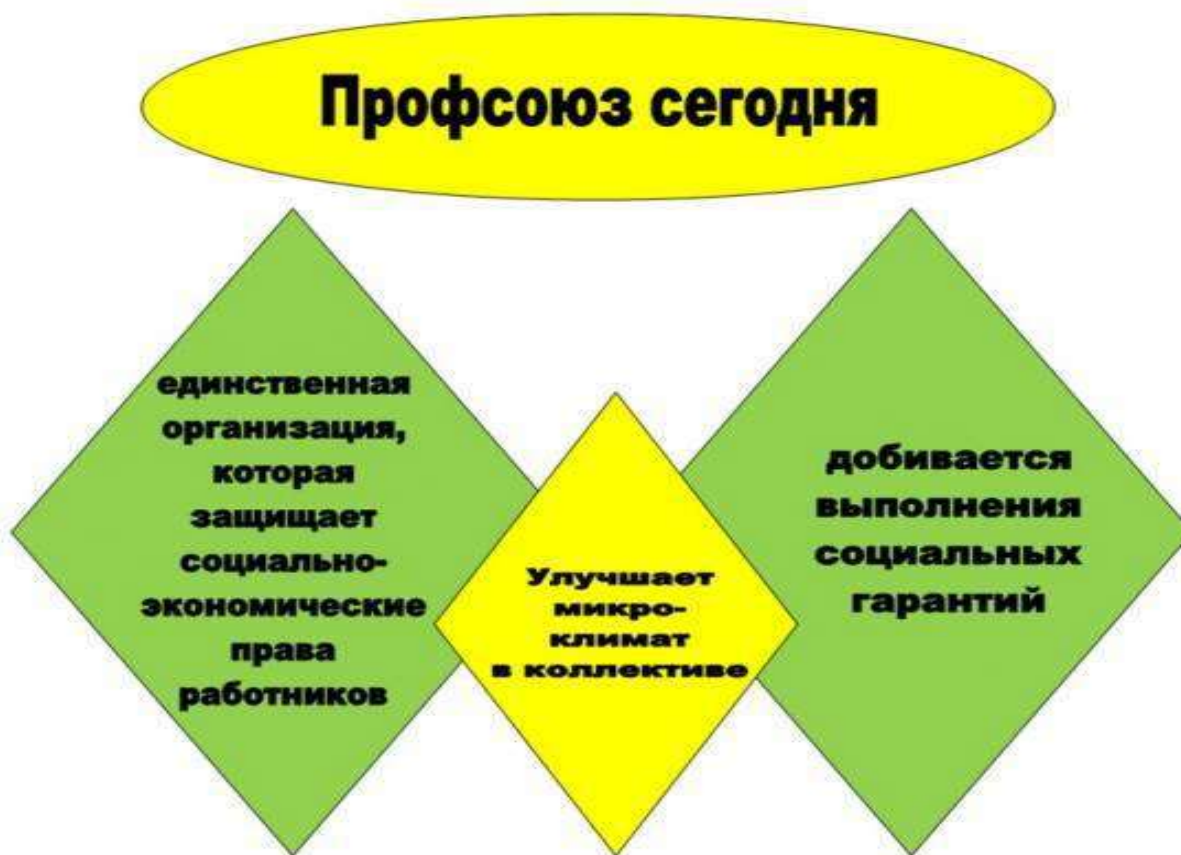 Профсоюз сегодня
единственная
организация,
которая
защищает
социально-
экономические
права
работников
Улучшает
микро-
климат
в коллективе
добивается
выполнения
социальных
гарантий